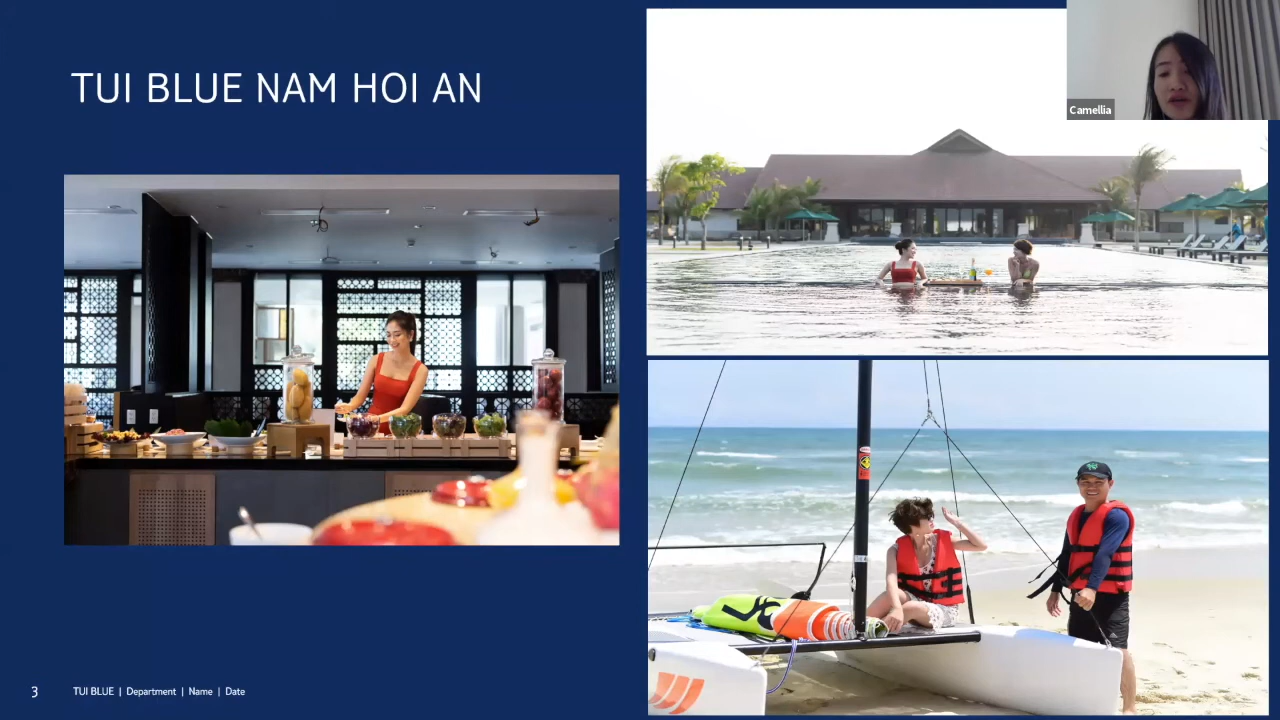 TUI BLUE NAM HOI AN
Camellia
3 TUI BLUE | Department | Name | Date